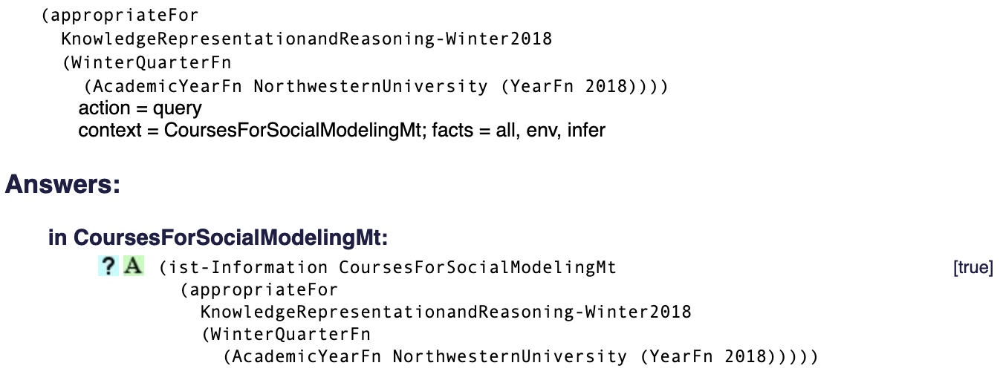 (appropriateFor
KnowledgeRepresentationandReasoning-Winter2018
(WinterQuarterFn
(AcademicYearFn NorthwesternUniversity (YearFn 2018))))
action = query
context = CoursesForSocialModelingMt; facts = all, env, infer
Answers:
in CoursesForSocialModelingMt:
? A (ist-Information CoursesForSocialModelingMt [true]
(appropriateFor
KnowledgeRepresentationandReasoning-Winter2018
(WinterQuarterFn
(AcademicYearFn NorthwesternUniversity (YearFn 2018)))))